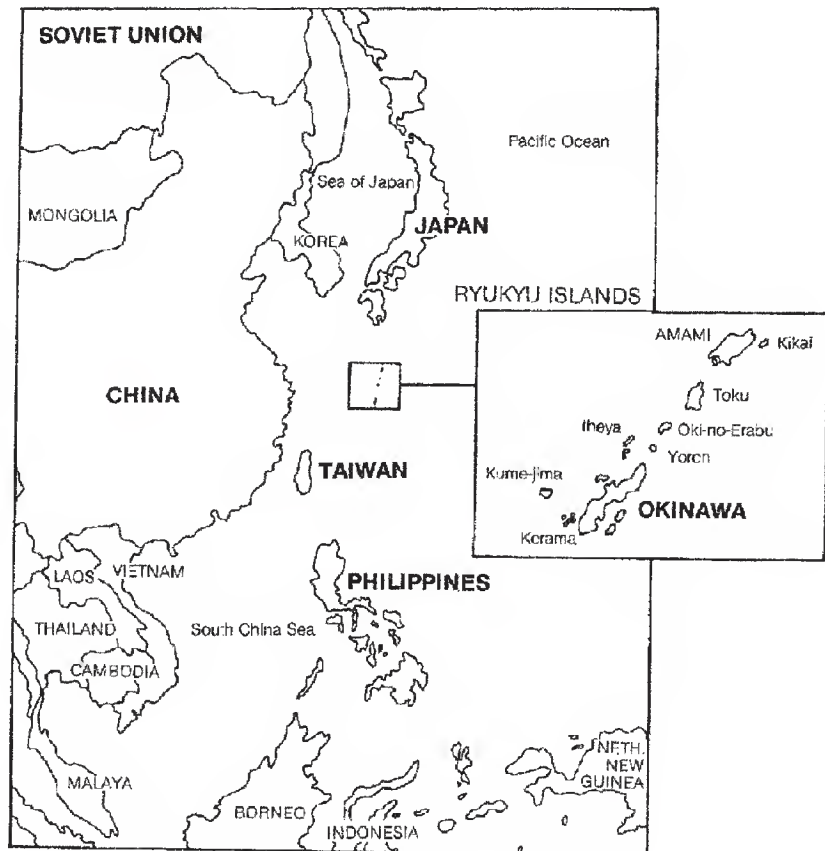 SOVIET UNION
Pacific Ocean
Sea of Japan
MONGOLIA
JAPAN
KOREA
RYUKYU ISLANDS
AMAMI
Kikai
CHINA
Toku
Oki-no-Erabu
Iheya
Yoron
TAIWAN
Kume-jima
OKINAWA
Kerama
LAOS
VIETNAM
PHILIPPINES
THAILAND
South China Sea
CAMBODIA
NETH.
NEW
GUINEA
MALAYA
BORNEO
INDONESIA